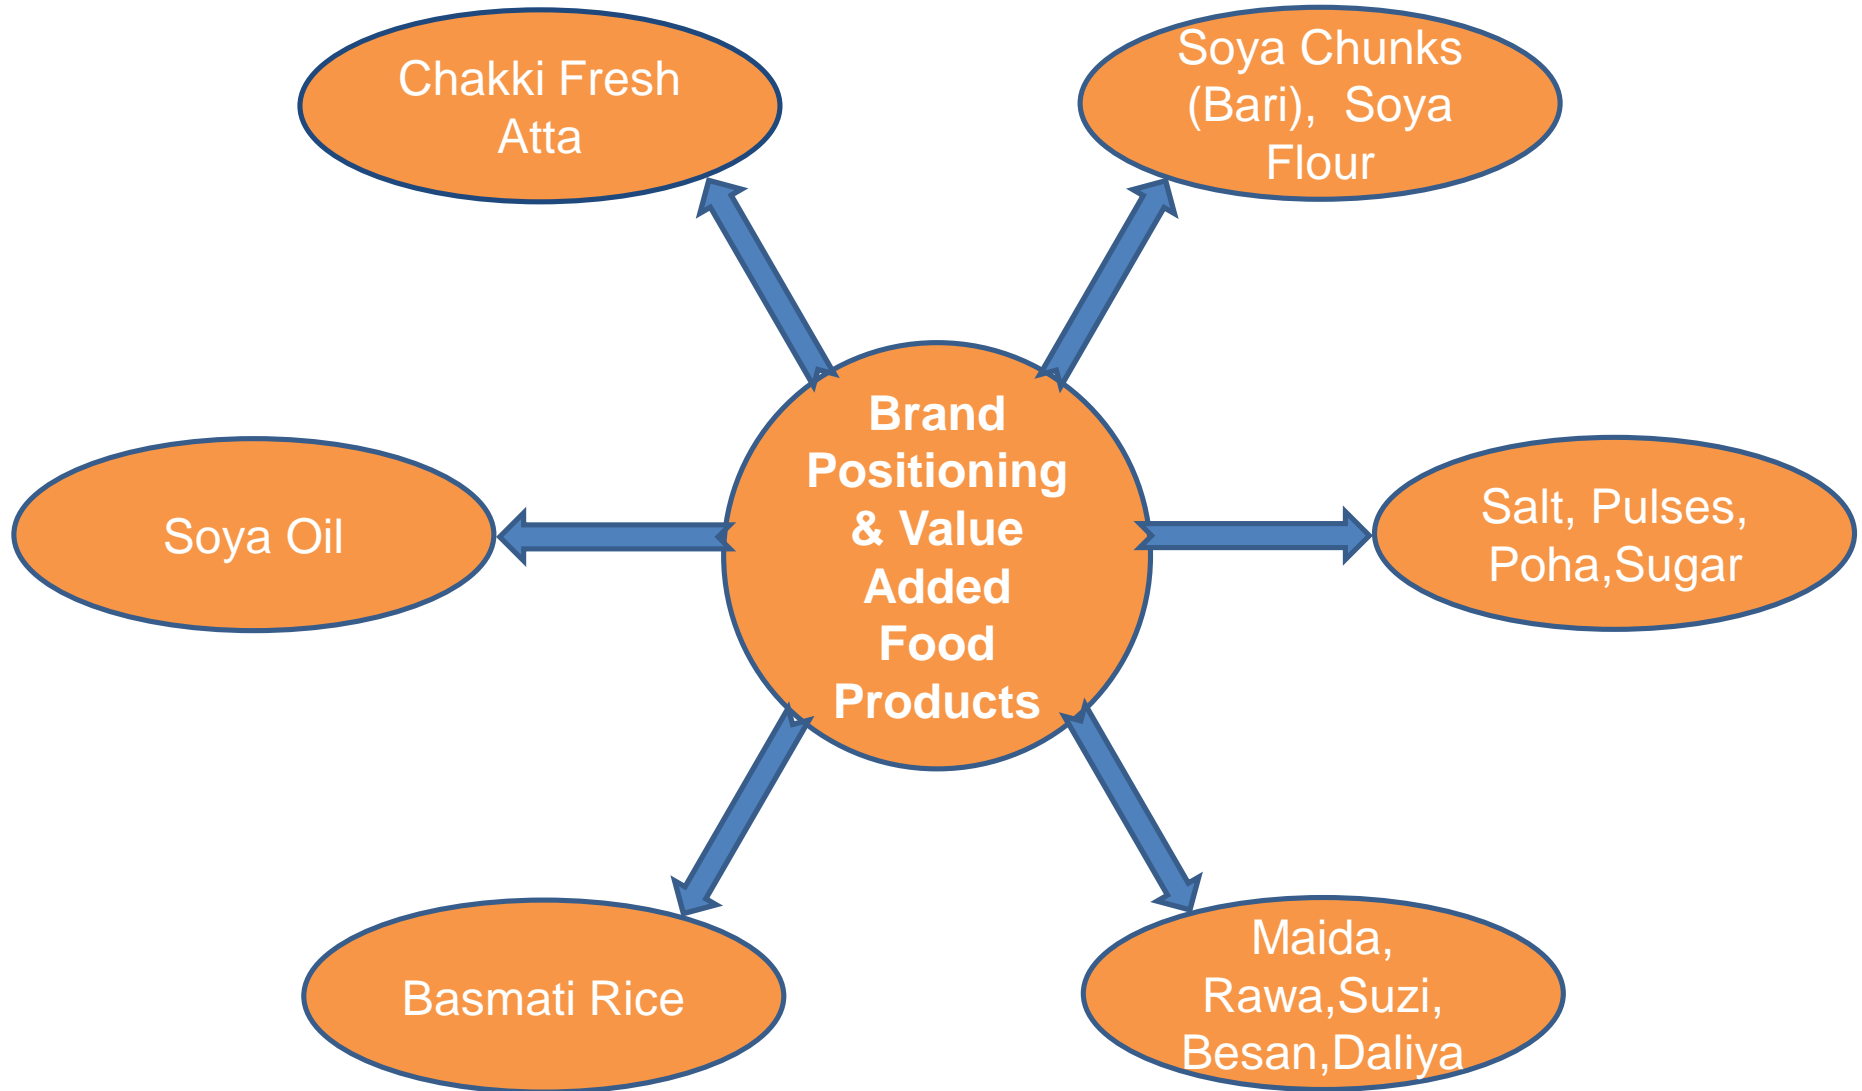 Chakki Fresh
Atta
Soya Chunks
(Bari),  Soya
Flour
Brand
Positioning
& Value
Added
Food
Products
Soya Oil
Salt, Pulses,
Poha,Sugar
Basmati Rice
Maida,
Rawa,Suzi,
Besan,Daliya